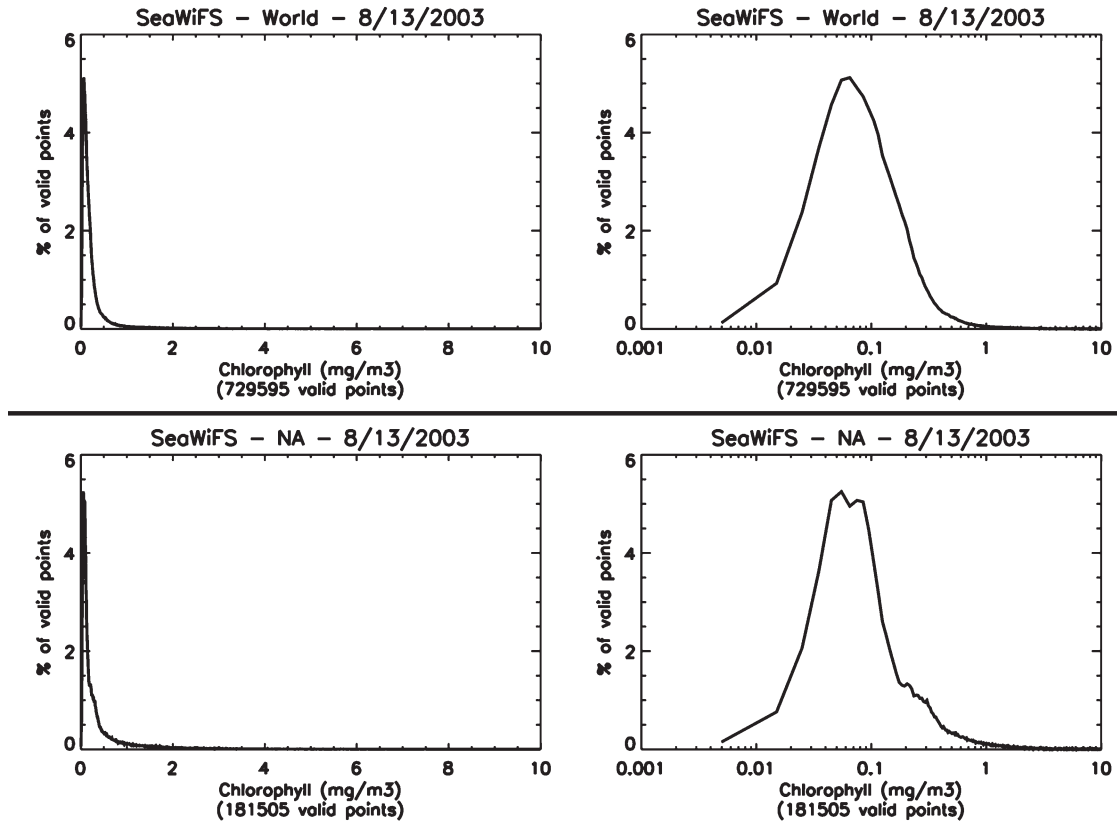 SeaWiFS - World - 8/13/2003
6
4
2
0
% of valid points
0 2 4 6 8 10
Chlorophyll (mg/m3)
(729595 valid points)
SeaWiFS - World - 8/13/2003
6
4
2
0
% of valid points
0.001 0.01 0.1 1 10
Chlorophyll (mg/m3)
(729595 valid points)
SeaWiFS - NA - 8/13/2003
6
4
2
0
% of valid points
0 2 4 6 8 10
Chlorophyll (mg/m3)
(181505 valid points)
SeaWiFS - NA - 8/13/2003
6
4
2
0
% of valid points
0.001 0.01 0.1 1 10
Chlorophyll (mg/m3)
(181505 valid points)